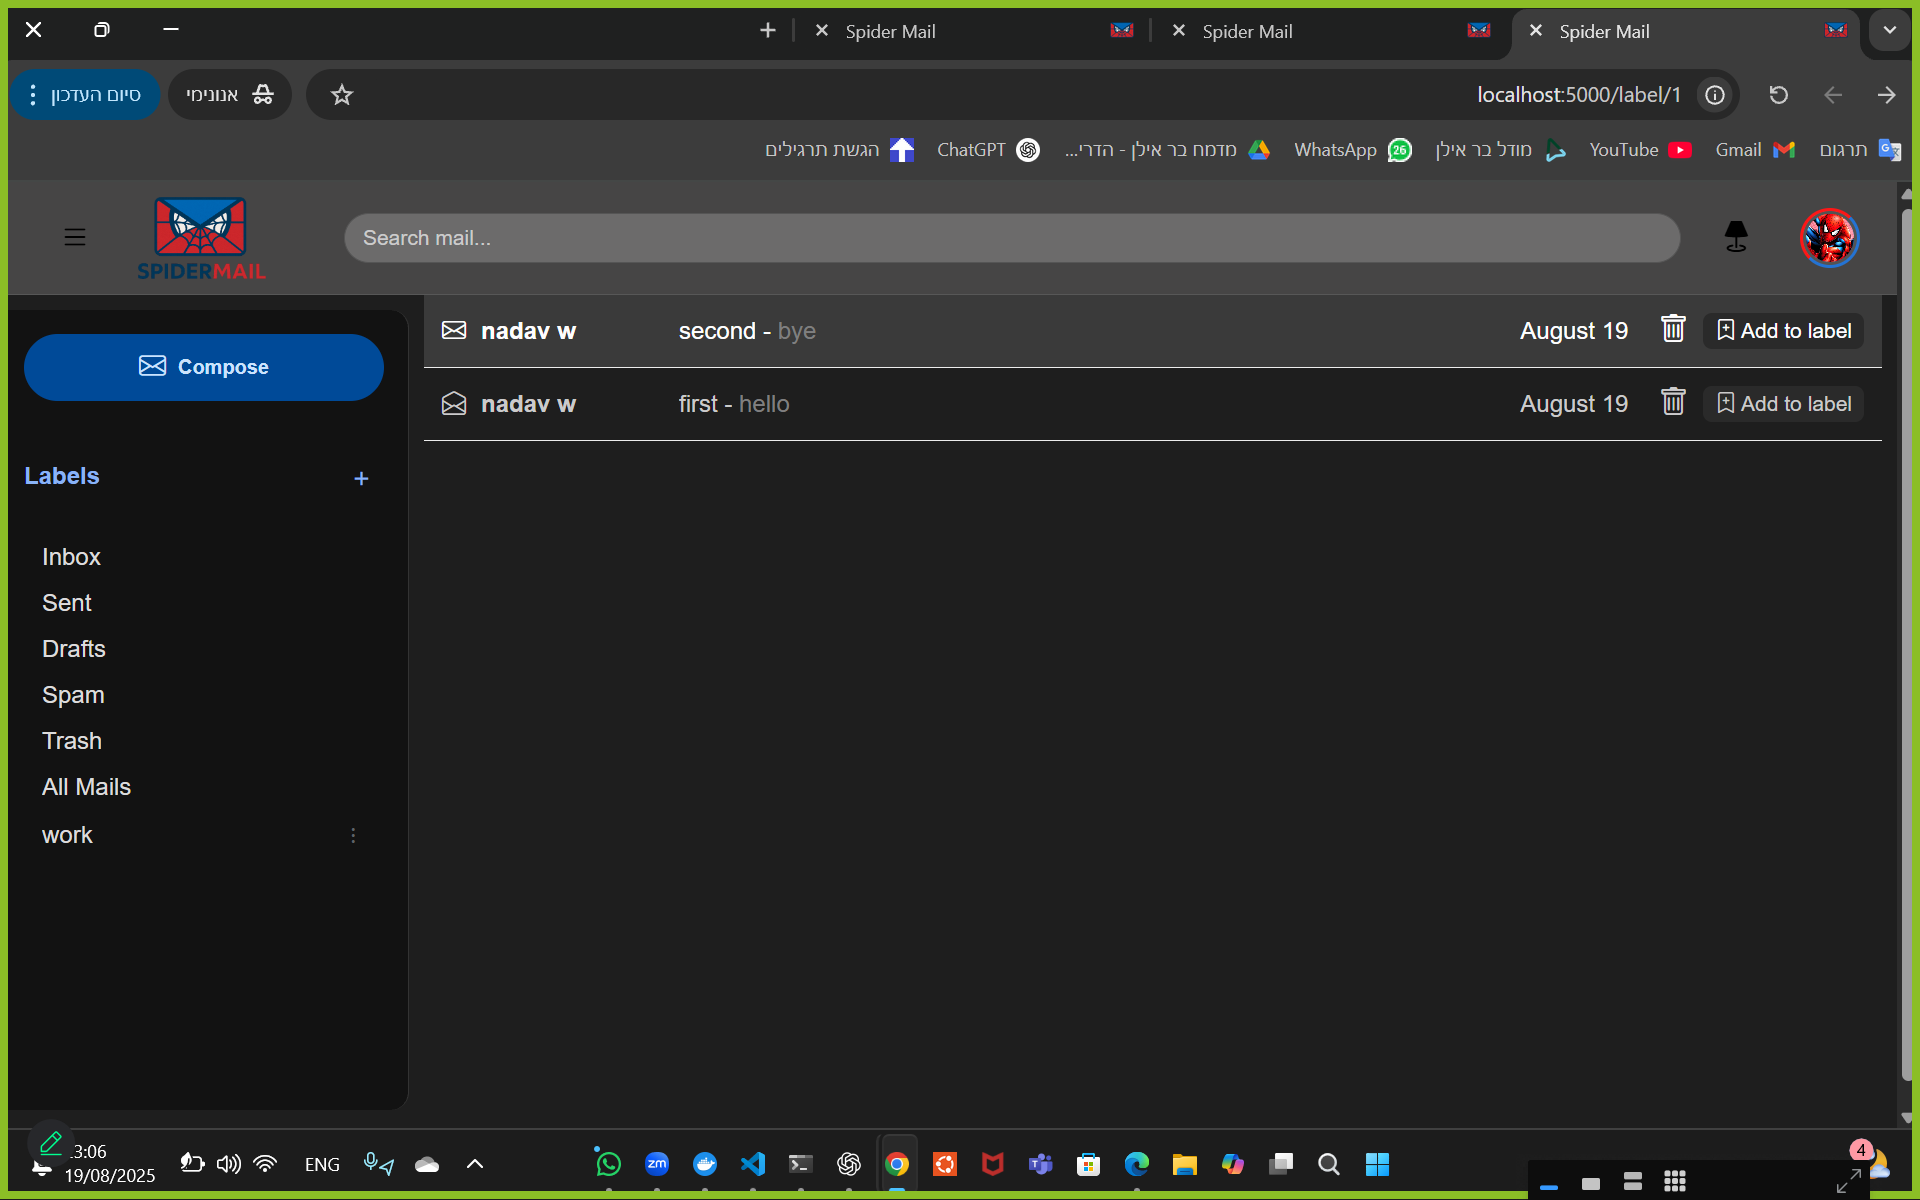 Spider Mail
Spider Mail
Spider Mail
סיום העדכון
אנונימי
localhost:5000/label/1
הגשת תרגילים
ChatGPT
מדמח בר אילן - הדרי...
WhatsApp
26
מודל בר אילן
YouTube
Gmail
תרגום
SPIDERMAIL
Search mail...
Compose
Labels +
Inbox
Sent
Drafts
Spam
Trash
All Mails
work
nadav w second - bye August 19 Add to label
nadav w first - hello August 19 Add to label
3:06
19/08/2025
ENG
zm
4